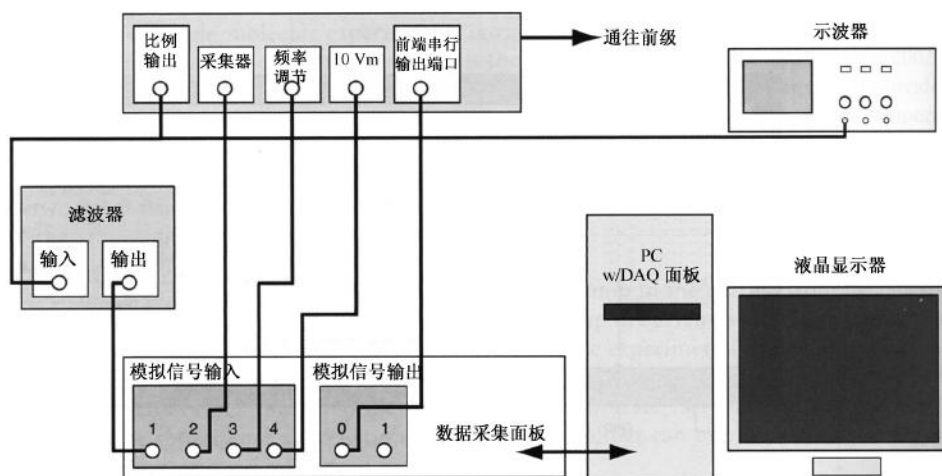 比例
输出
采集器
频率
调节
10 Vm
前端串行
输出端口
通往前级
示波器
滤波器
输入
输出
PC
w/DAQ 面板
液晶显示器
模拟信号输入
1
2
3
4
模拟信号输出
0
1
数据采集面板